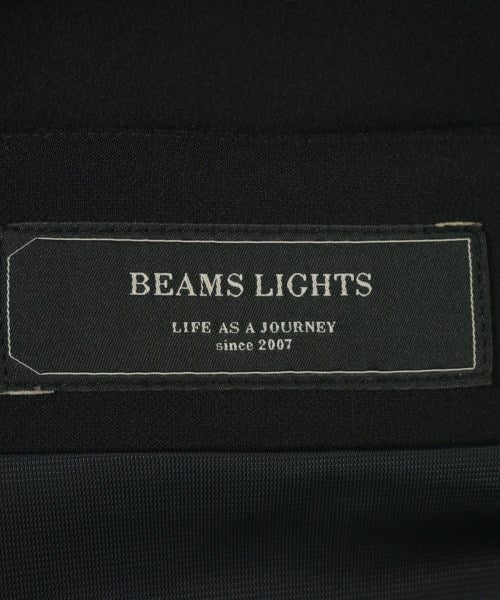 BEAMS LIGHTS
LIFE AS A JOURNEY
since 2007